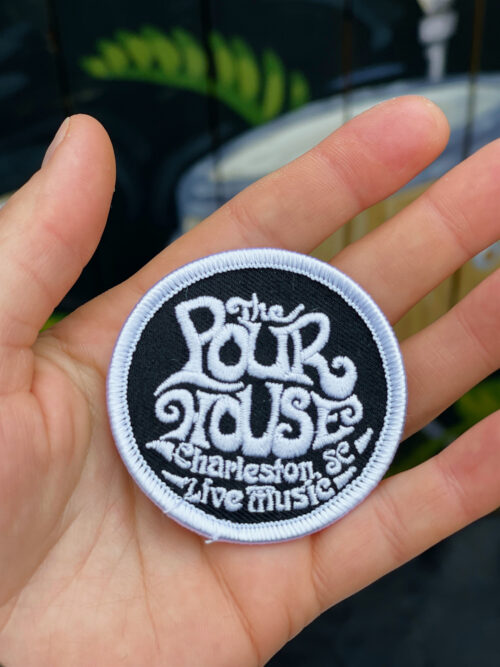 The
POUR
HOUSE
Charleston, SC
Live Music